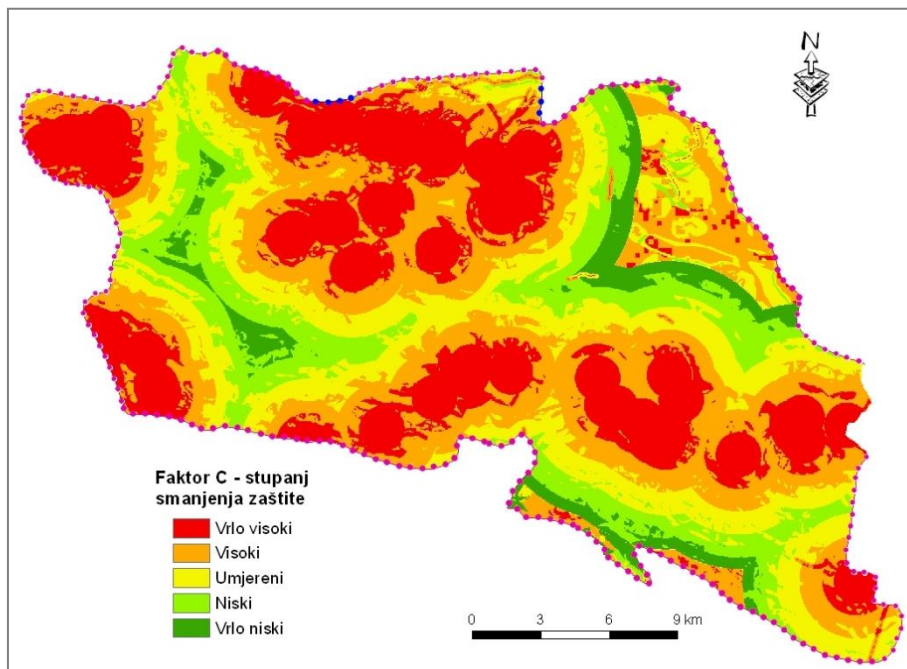 N
Faktor C - stupanj
smanjenja zaštite
Vrlo visoki
Visoki
Umjereni
Niski
Vrlo niski
0 3 6 9 km